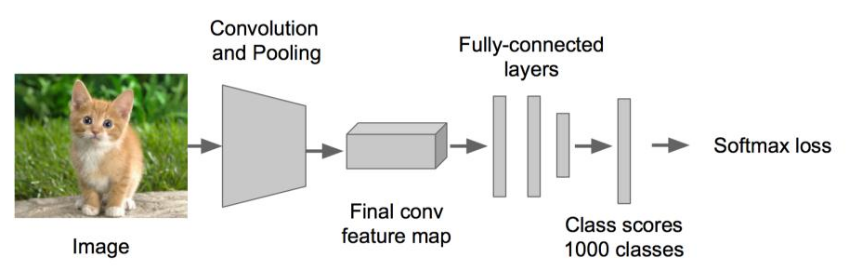 Convolution
and Pooling
Fully-connected
layers
Softmax loss
Final conv
feature map
Class scores
1000 classes
Image